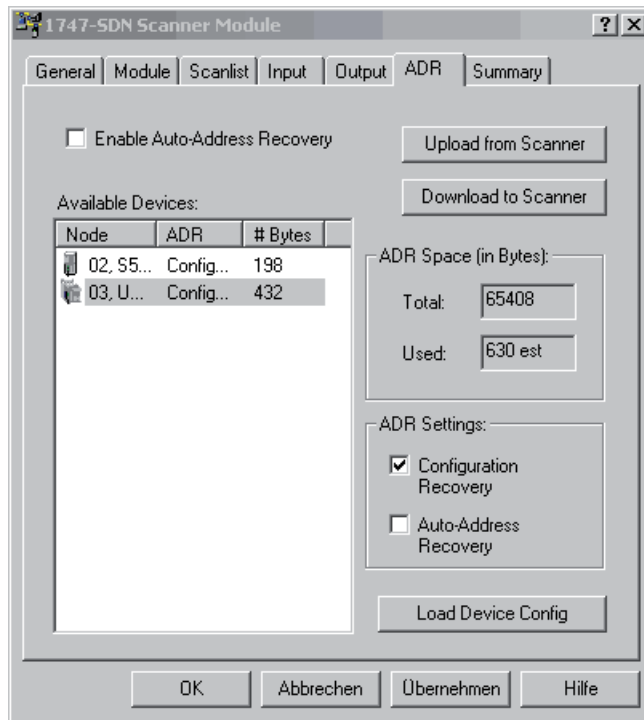 1747-SDN Scanner Module
General Module Scanlist Input Output ADR Summary
Enable Auto-Address Recovery
Upload from Scanner
Download to Scanner
Available Devices:
Node ADR # Bytes
02, S5... Config... 198
03, U... Config... 432
ADR Space (in Bytes):
Total: 65408
Used: 630 est
ADR Settings:
Configuration
Recovery
Auto-Address
Recovery
Load Device Config
OK Abbrechen Übernehmen Hilfe